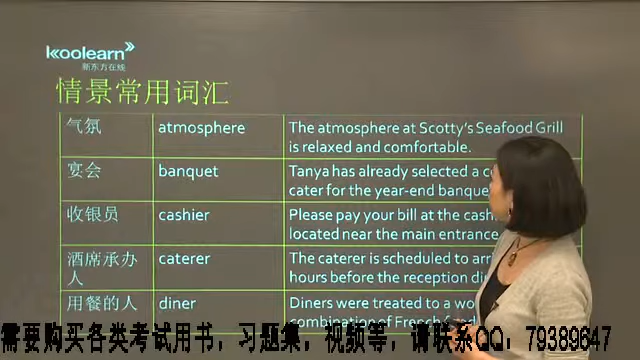 koolearn
新东方在线
情景常用词汇
气氛 atmosphere The atmosphere at Scotty's Seafood Grill
is relaxed and comfortable.
宴会 banquet Tanya has already selected a
cater for the year-end
收银员 cashier Please pay your bill at the
located near the main entrance
酒席承办 caterer The caterer is scheduled to
人 hours before the reception
用餐的人 diner Diners were treated to a
combination of French
需要购买各类考试用书，习题集，视频等，请联系QQ：79389647